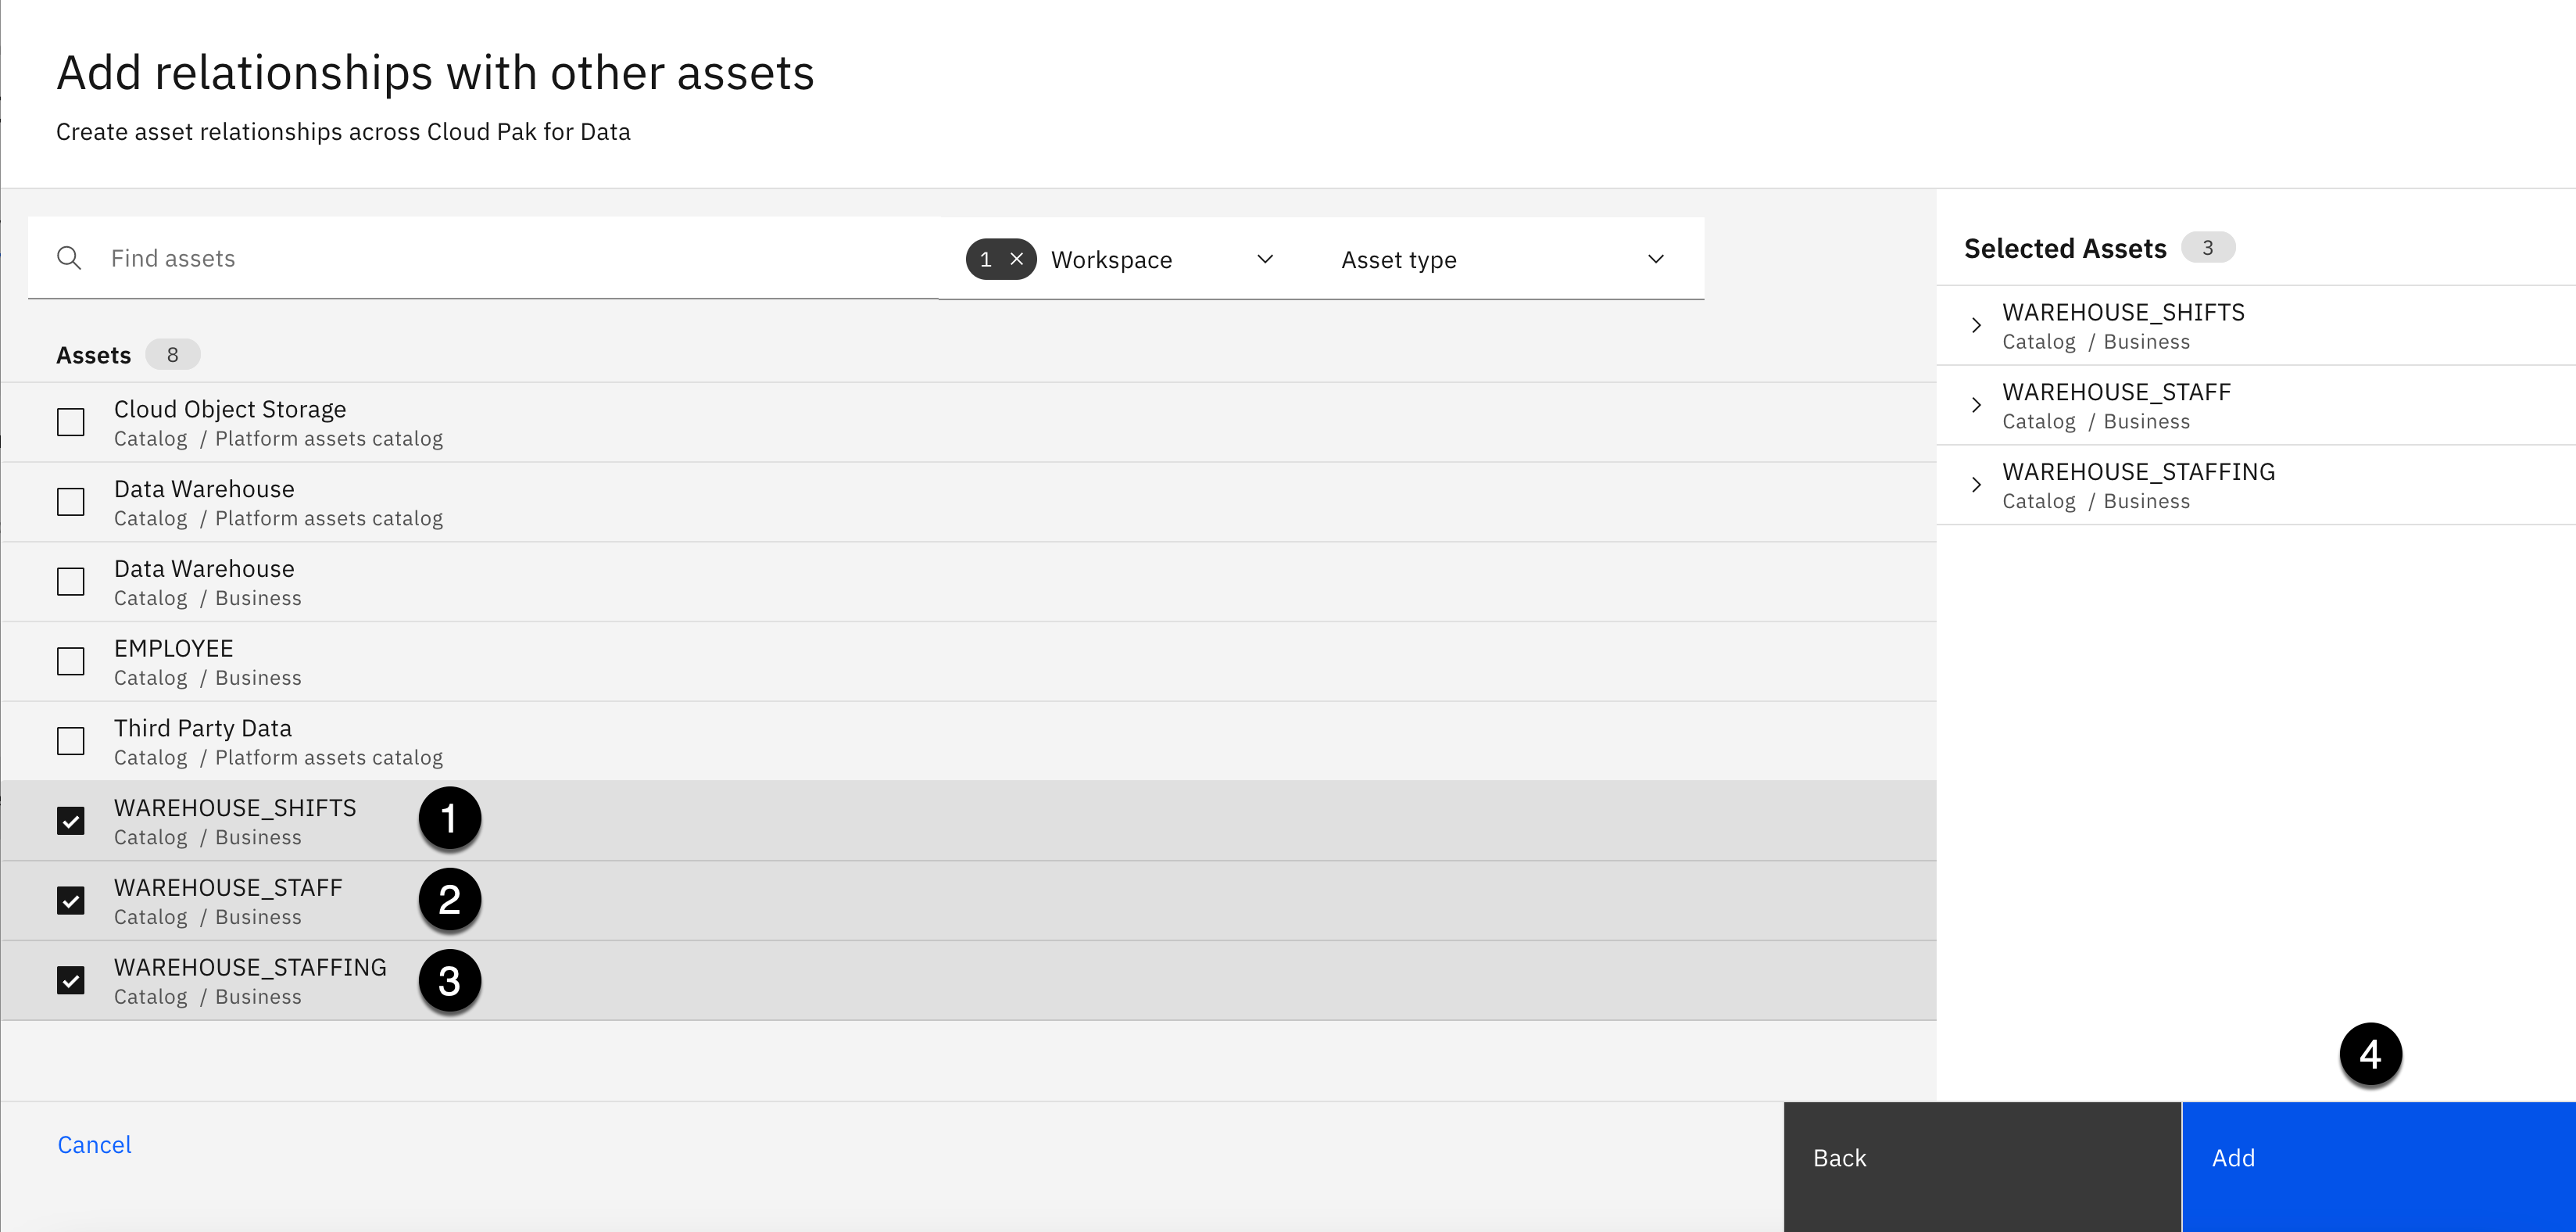 Add relationships with other assets
Create asset relationships across Cloud Pak for Data
Find assets
1 × Workspace
Asset type
Assets 8
Cloud Object Storage
Catalog / Platform assets catalog
Data Warehouse
Catalog / Platform assets catalog
Data Warehouse
Catalog / Business
EMPLOYEE
Catalog / Business
Third Party Data
Catalog / Platform assets catalog
WAREHOUSE_SHIFTS
Catalog / Business
1
WAREHOUSE_STAFF
Catalog / Business
2
WAREHOUSE_STAFFING
Catalog / Business
3
Selected Assets 3
WAREHOUSE_SHIFTS
Catalog / Business
WAREHOUSE_STAFF
Catalog / Business
WAREHOUSE_STAFFING
Catalog / Business
4
Cancel
Back
Add